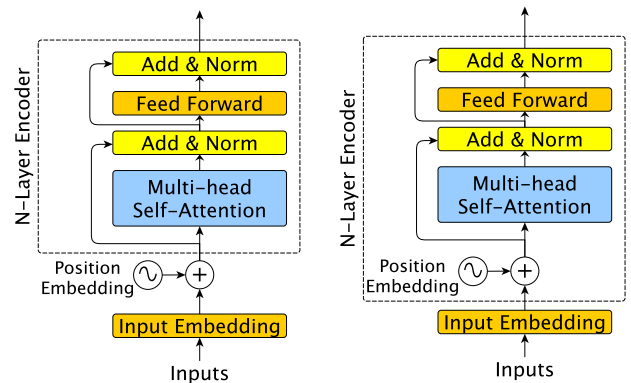 N-Layer Encoder
Add & Norm
Feed Forward
Add & Norm
Multi-head
Self-Attention
Position
Embedding
Input Embedding
Inputs
N-Layer Encoder
Add & Norm
Feed Forward
Add & Norm
Multi-head
Self-Attention
Position
Embedding
Input Embedding
Inputs